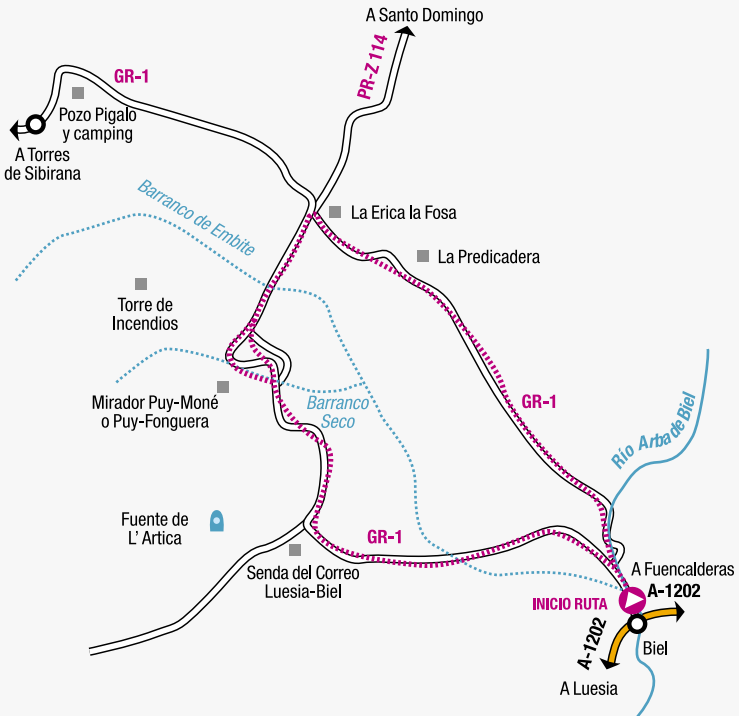 A Santo Domingo
PR-Z 114
GR-1
Pozo Pigalo
y camping
A Torres
de Sibirana
Barranco de Embite
La Erica la Fosa
La Predicadera
Torre de
Incendios
Mirador Puy-Moné
o Puy-Fonguera
Barranco
Seco
GR-1
Río Arba de Biel
Fuente de
L' Artica
GR-1
Senda del Correo
Luesia-Biel
A Fuencalderas
A-1202
INICIO RUTA
A-1202
Biel
A Luesia